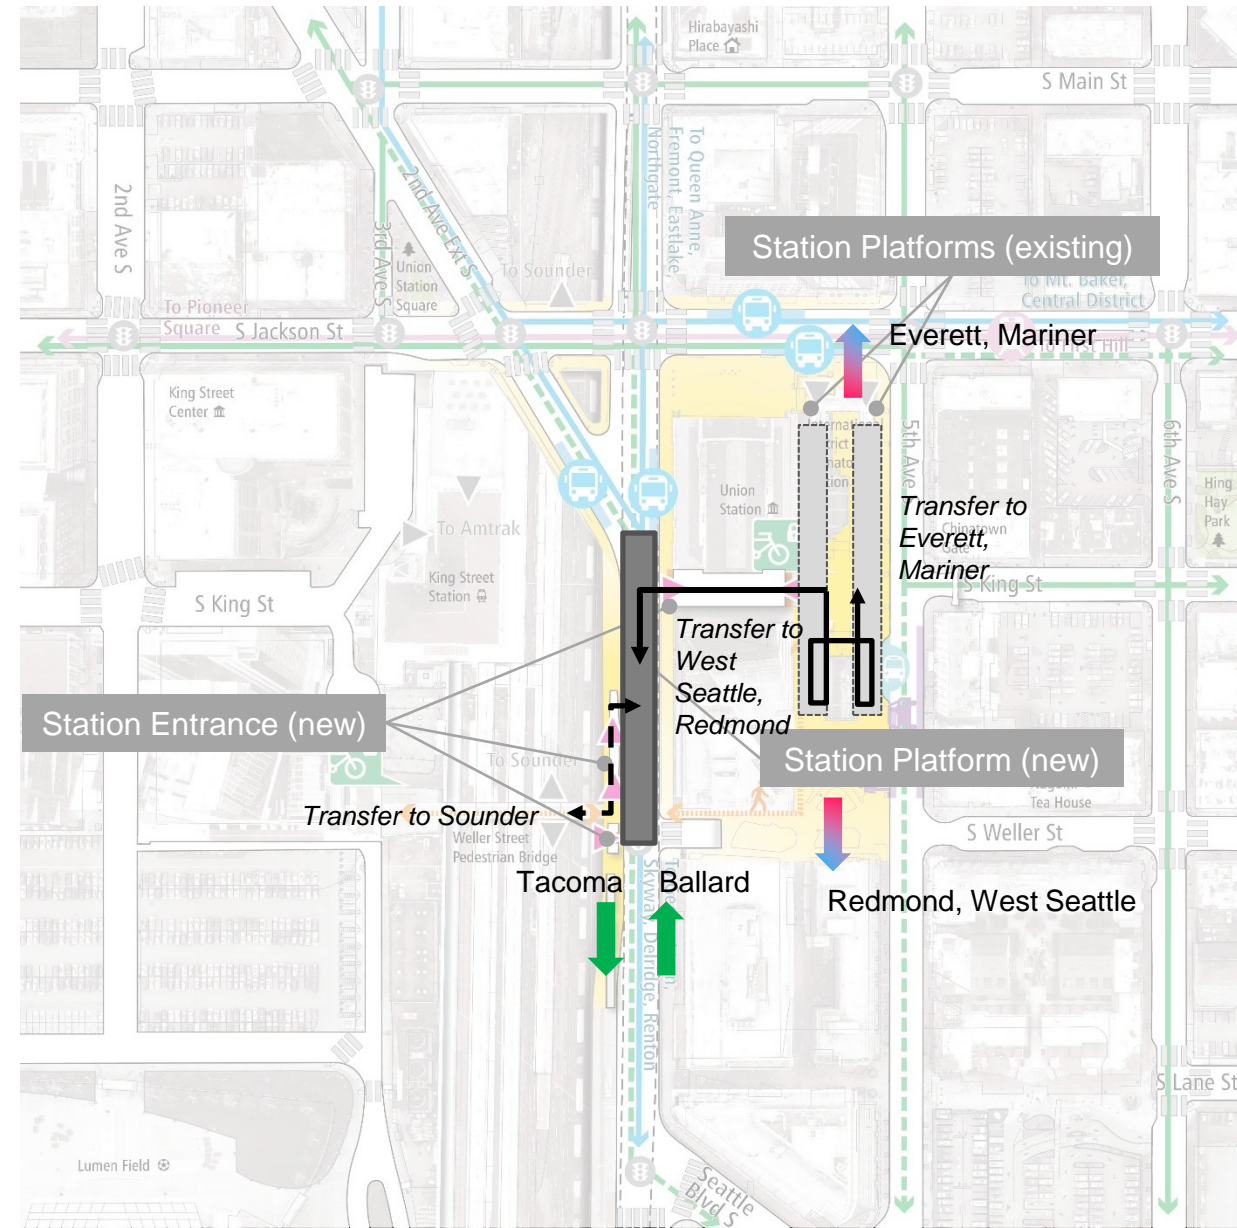 Hirabayashi
Place
S Main St
To Queen Anne,
Fremont, Eastlake,
Northgate
2nd Ave S
2nd Ave Ext S
3rd Ave S
Union
Station
Square
To Sounder
Station Platforms (existing)
To Mt. Baker,
Central District
To Pioneer
Square
S Jackson St
Everett, Mariner
To First Hill
King Street
Center
5th Ave
6th Ave S
Hing
Hay
Park
Union
Station
To Amtrak
Transfer to
Everett,
Mariner
Chinatown
Gate
King Street
Station
S King St
S King St
Transfer to
West
Seattle,
Redmond
Station Entrance (new)
Station Platform (new)
To Sounder
Tea House
Transfer to Sounder
Weller Street
Pedestrian Bridge
S Weller St
Tacoma
Ballard
Redmond, West Seattle
Skyway, Delridge, Renton
S Lane St
Lumen Field
Seattle
Blvd S